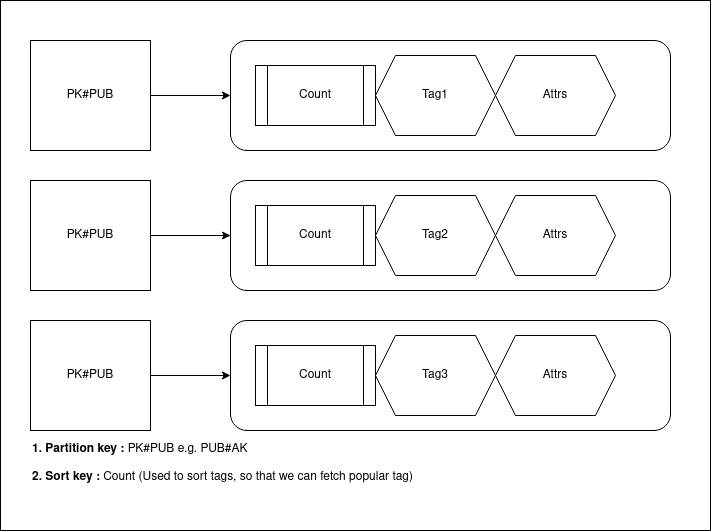 PK#PUB
Count
Tag1
Attrs
PK#PUB
Count
Tag2
Attrs
PK#PUB
Count
Tag3
Attrs
1. Partition key : PK#PUB e.g. PUB#AK
2. Sort key : Count (Used to sort tags, so that we can fetch popular tag)